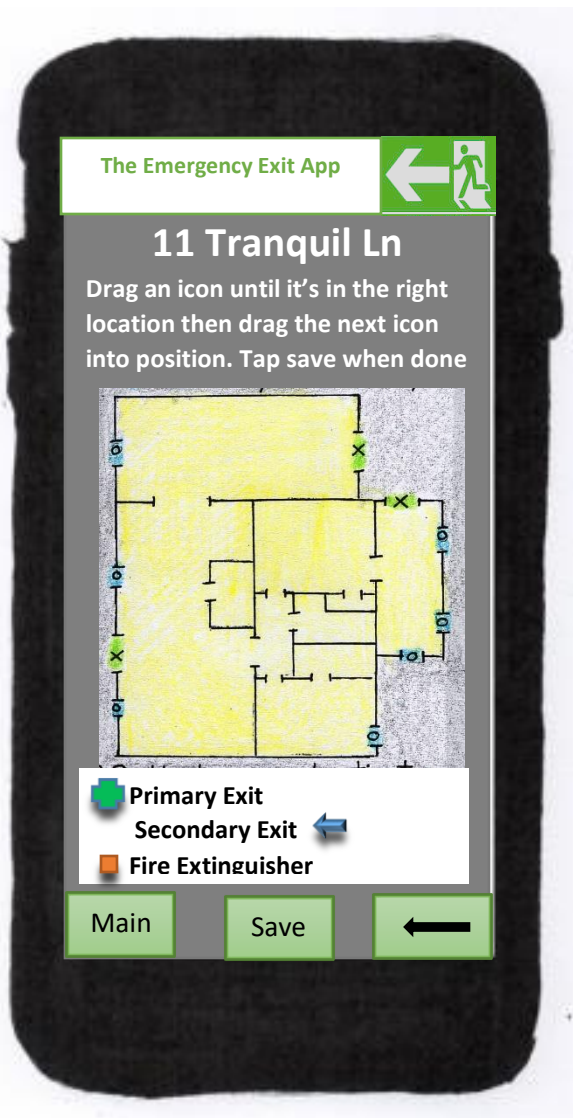 The Emergency Exit App
11 Tranquil Ln
Drag an icon until it's in the right
location then drag the next icon
into position. Tap save when done
Primary Exit
Secondary Exit
Fire Extinguisher
Main
Save